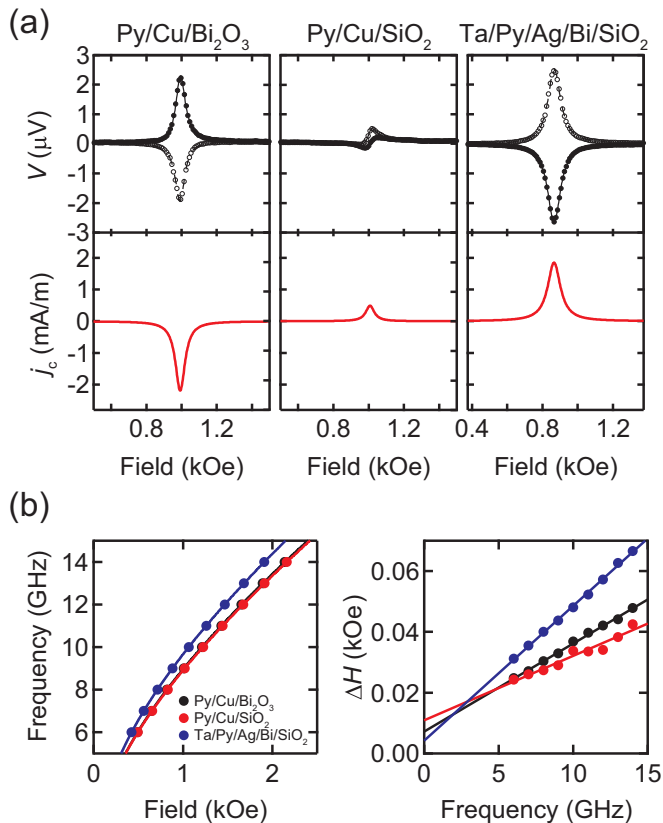 (a)
Py/Cu/Bi₂O₃ Py/Cu/SiO₂ Ta/Py/Ag/Bi/SiO₂
V (μV)
3
2
1
0
-1
-2
-3
j_c (mA/m)
2
1
0
-1
-2
0.8 1.2 0.8 1.2 0.4 0.8 1.2
Field (kOe) Field (kOe) Field (kOe)
(b)
Frequency (GHz)
14
12
10
8
6
Py/Cu/Bi₂O₃
Py/Cu/SiO₂
Ta/Py/Ag/Bi/SiO₂
0 1 2
Field (kOe)
ΔH (kOe)
0.06
0.04
0.02
0.00
0 5 10 15
Frequency (GHz)